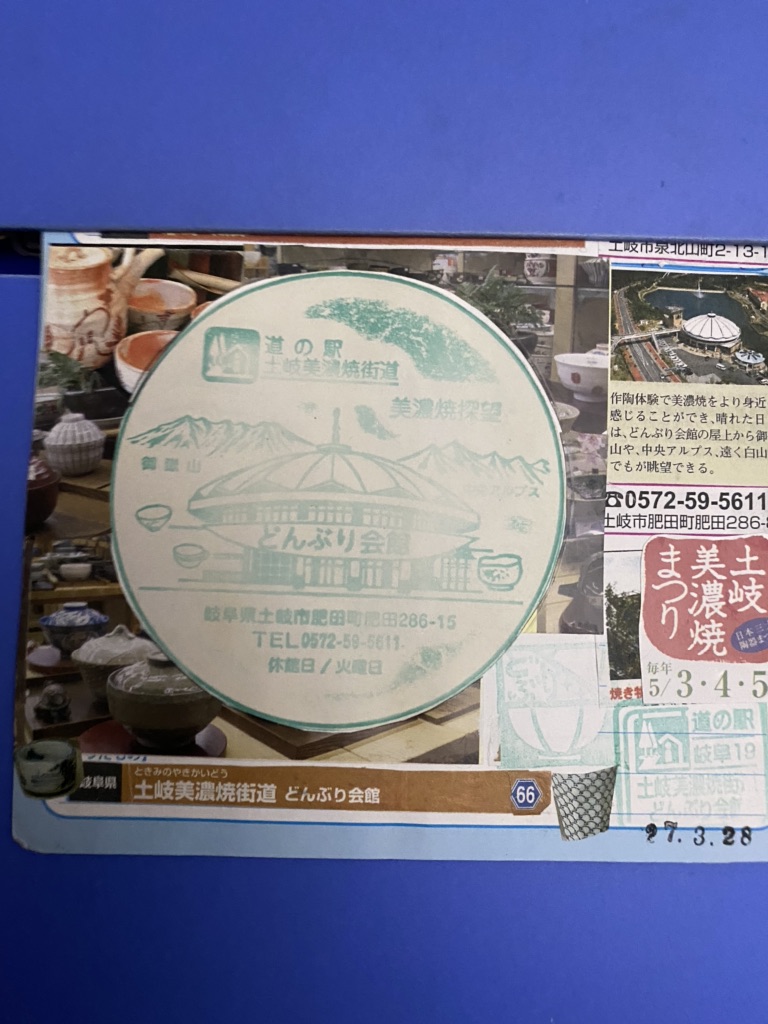 道の駅
土岐美濃焼街道
美濃焼探望
御嶽山
アルプス
どんぶり会館
岐阜県土岐市肥田町肥田286-15
TEL 0572-59-5611
休館日/火曜日
土岐市泉北山町2-13-1
作陶体験で美濃焼をより身近
感じることができ、晴れた日
は、どんぶり会館の屋上から御
山や、中央アルプス、遠く白山
でもが眺望できる。
☎0572-59-5611
土岐市肥田町肥田286-
土岐
美濃焼
まつり
日本三
毎年
5/3・4・5
焼き物
道の駅
岐阜19
土岐美濃焼街道
どんぶり会館
27.3.28
岐阜県
ときみのやきかいどう
土岐美濃焼街道 どんぶり会館
66